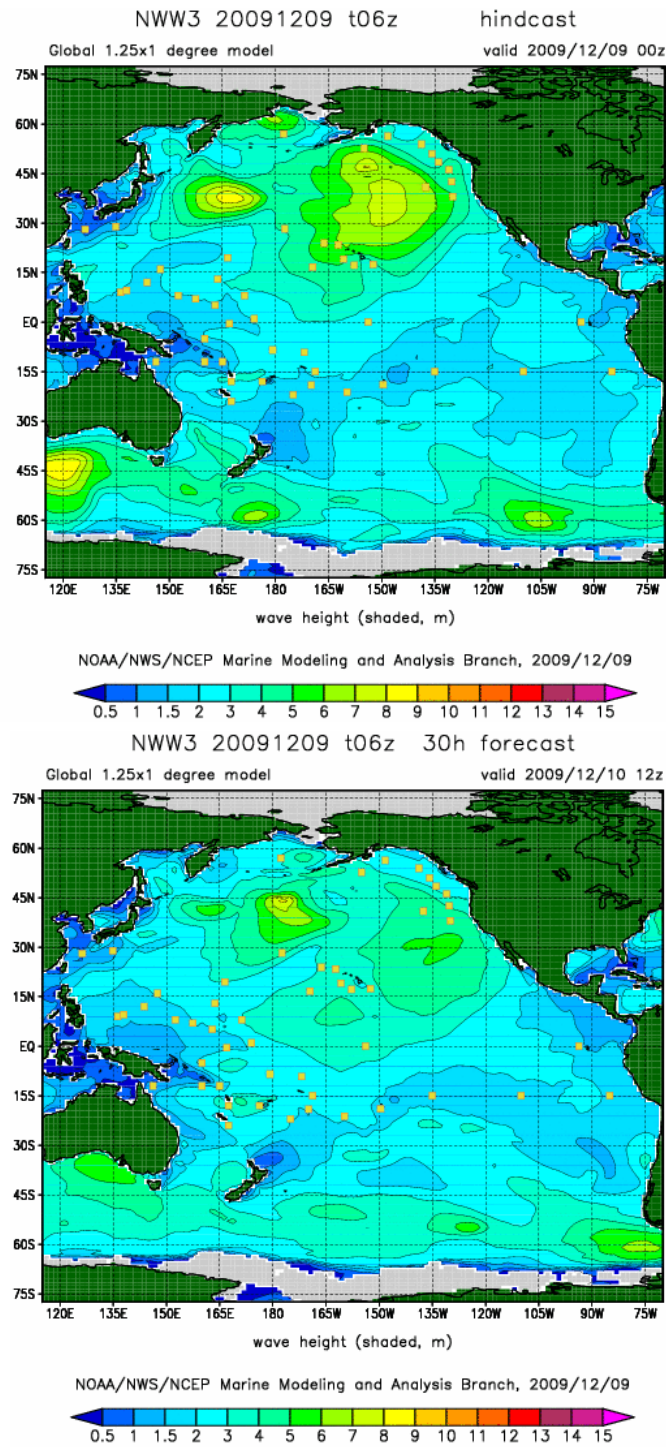 NWW3 20091209 t06z hindcast
Global 1.25x1 degree model valid 2009/12/09 00z
75N
60N
45N
30N
15N
EQ
15S
30S
45S
60S
75S
120E 135E 150E 165E 180 165W 150W 135W 120W 105W 90W 75W
wave height (shaded, m)
NOAA/NWS/NCEP Marine Modeling and Analysis Branch, 2009/12/09
0.5 1 1.5 2 3 4 5 6 7 8 9 10 11 12 13 14 15
NWW3 20091209 t06z 30h forecast
Global 1.25x1 degree model valid 2009/12/10 12z
75N
60N
45N
30N
15N
EQ
15S
30S
45S
60S
75S
120E 135E 150E 165E 180 165W 150W 135W 120W 105W 90W 75W
wave height (shaded, m)
NOAA/NWS/NCEP Marine Modeling and Analysis Branch, 2009/12/09
0.5 1 1.5 2 3 4 5 6 7 8 9 10 11 12 13 14 15